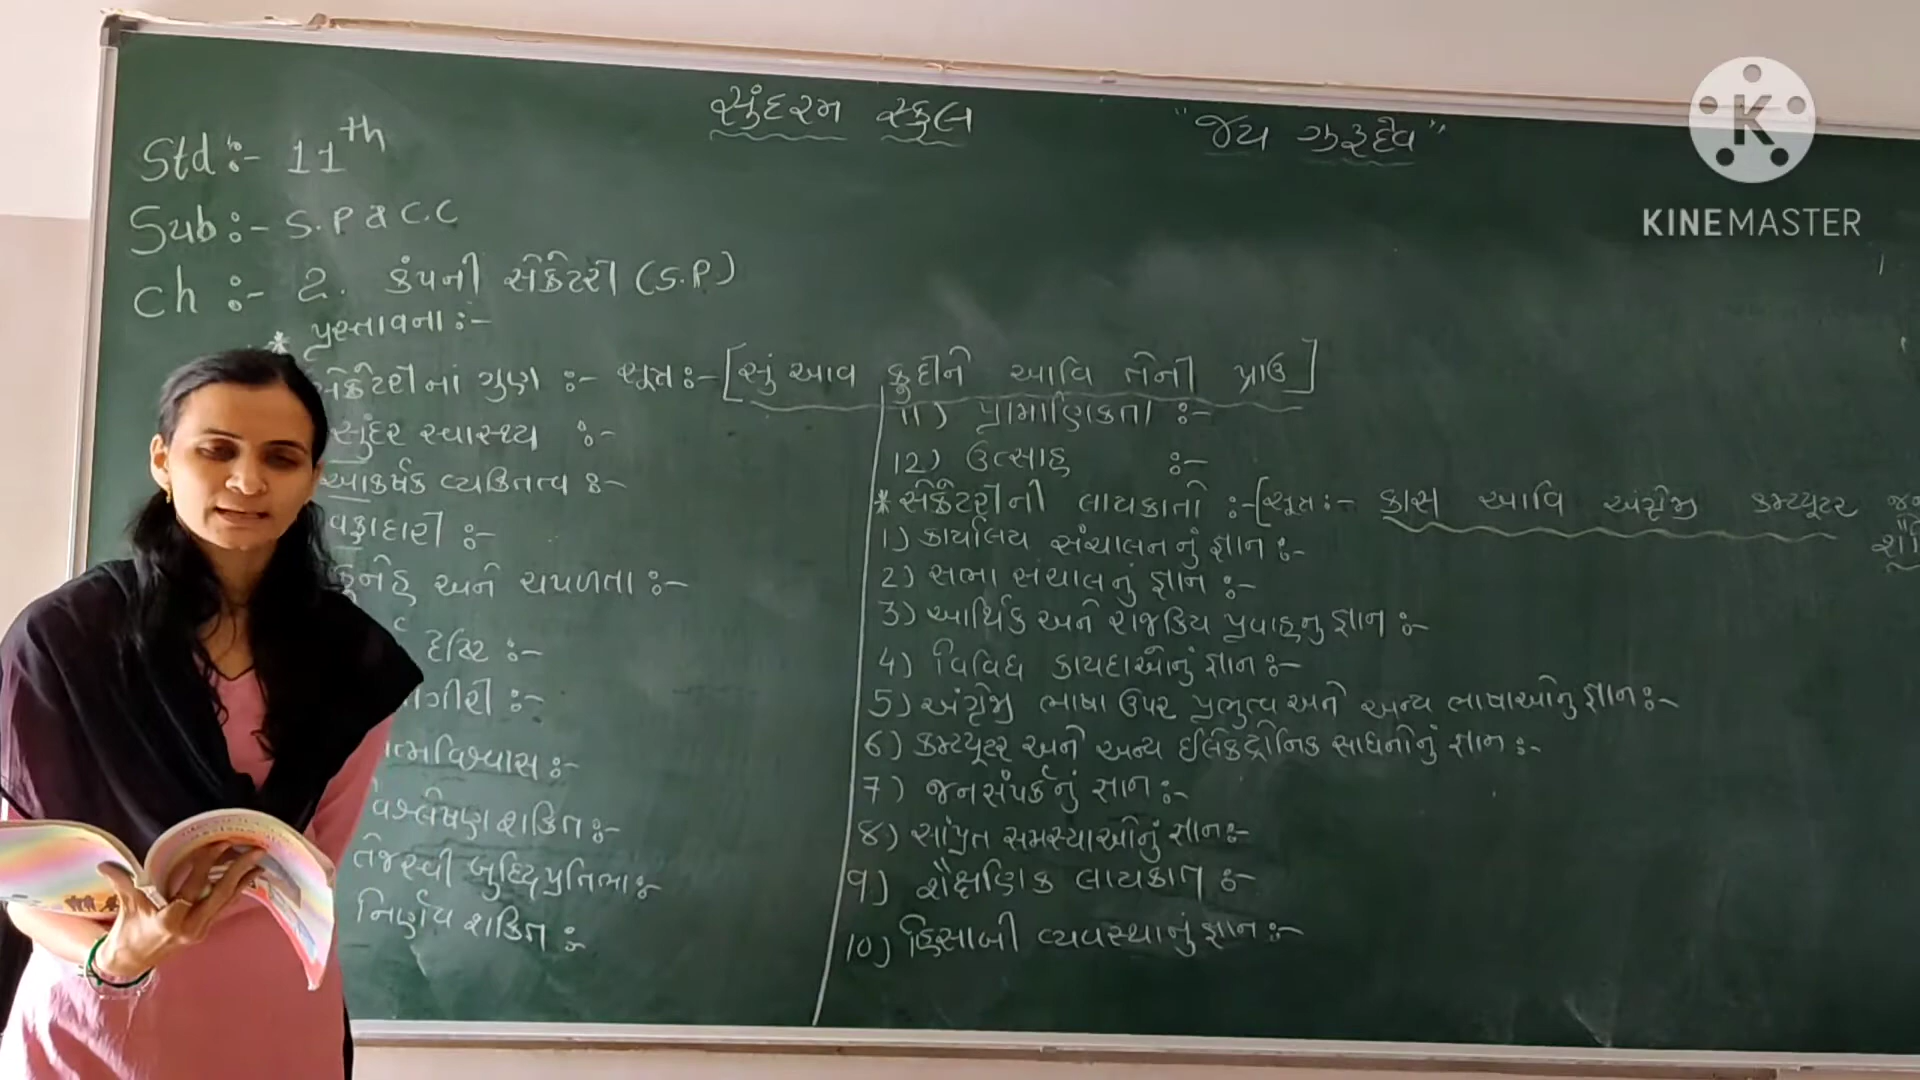 સુંદરમ સ્કુલ
"જય ગુરુદેવ"
KINEMASTER
Std :- 11th
Sub :- S.P & C.C
Ch :- 2. કંપની સેક્રેટરી (S.P)
* પ્રસ્તાવના :-
સેક્રેટરીનાં ગુણ :- સૂત્ર :- [સું આવ કુદીને આવિ તેની પ્રાઉ]
સુંદર સ્વાસ્થ્ય :-
આકર્ષક વ્યકિતત્વ :-
વફાદારી :-
કુનેહ અને ચપળતા :-
દ્રષ્ટિ :-
ત્મવિશ્વાસ :-
વિશ્લેષણ શકિત :-
તેજસ્વી બુધ્ધિપ્રતિભા :-
નિર્ણય શકિત :-
11) પ્રામાણિકતા :-
12) ઉત્સાહ :-
* સેક્રેટરીની લાયકાતો :- [સૂત્ર :- કાસ આવિ અંગ્રેજી કમ્પ્યૂટર
1) કાર્યાલય સંચાલનનું જ્ઞાન :-
2) સભા સંચાલનું જ્ઞાન :-
3) આર્થિક અને રાજકિય પ્રવાહનુ જ્ઞાન :-
4) વિવિધ કાયદાઓનું જ્ઞાન :-
5) અંગ્રેજી ભાષા ઉપર પ્રભુત્વ અને અન્ય ભાષાઓનુ જ્ઞાન :-
6) કમ્પ્યૂટર અને અન્ય ઈલેકટ્રોનિક સાધનોનું જ્ઞાન :-
7) જનસંપર્કનું જ્ઞાન :-
8) સાંપ્રત સમસ્યાઓનું જ્ઞાન :-
9) શૈક્ષણિક લાયકાત :-
10) હિસાબી વ્યવસ્થાનું જ્ઞાન :-